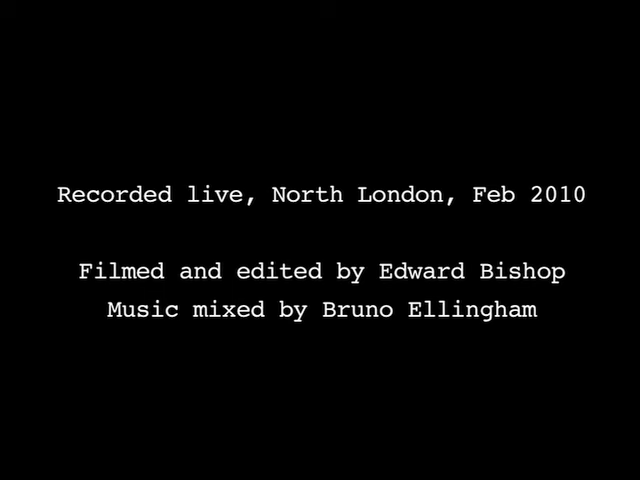 Recorded live, North London, Feb 2010
Filmed and edited by Edward Bishop
Music mixed by Bruno Ellingham